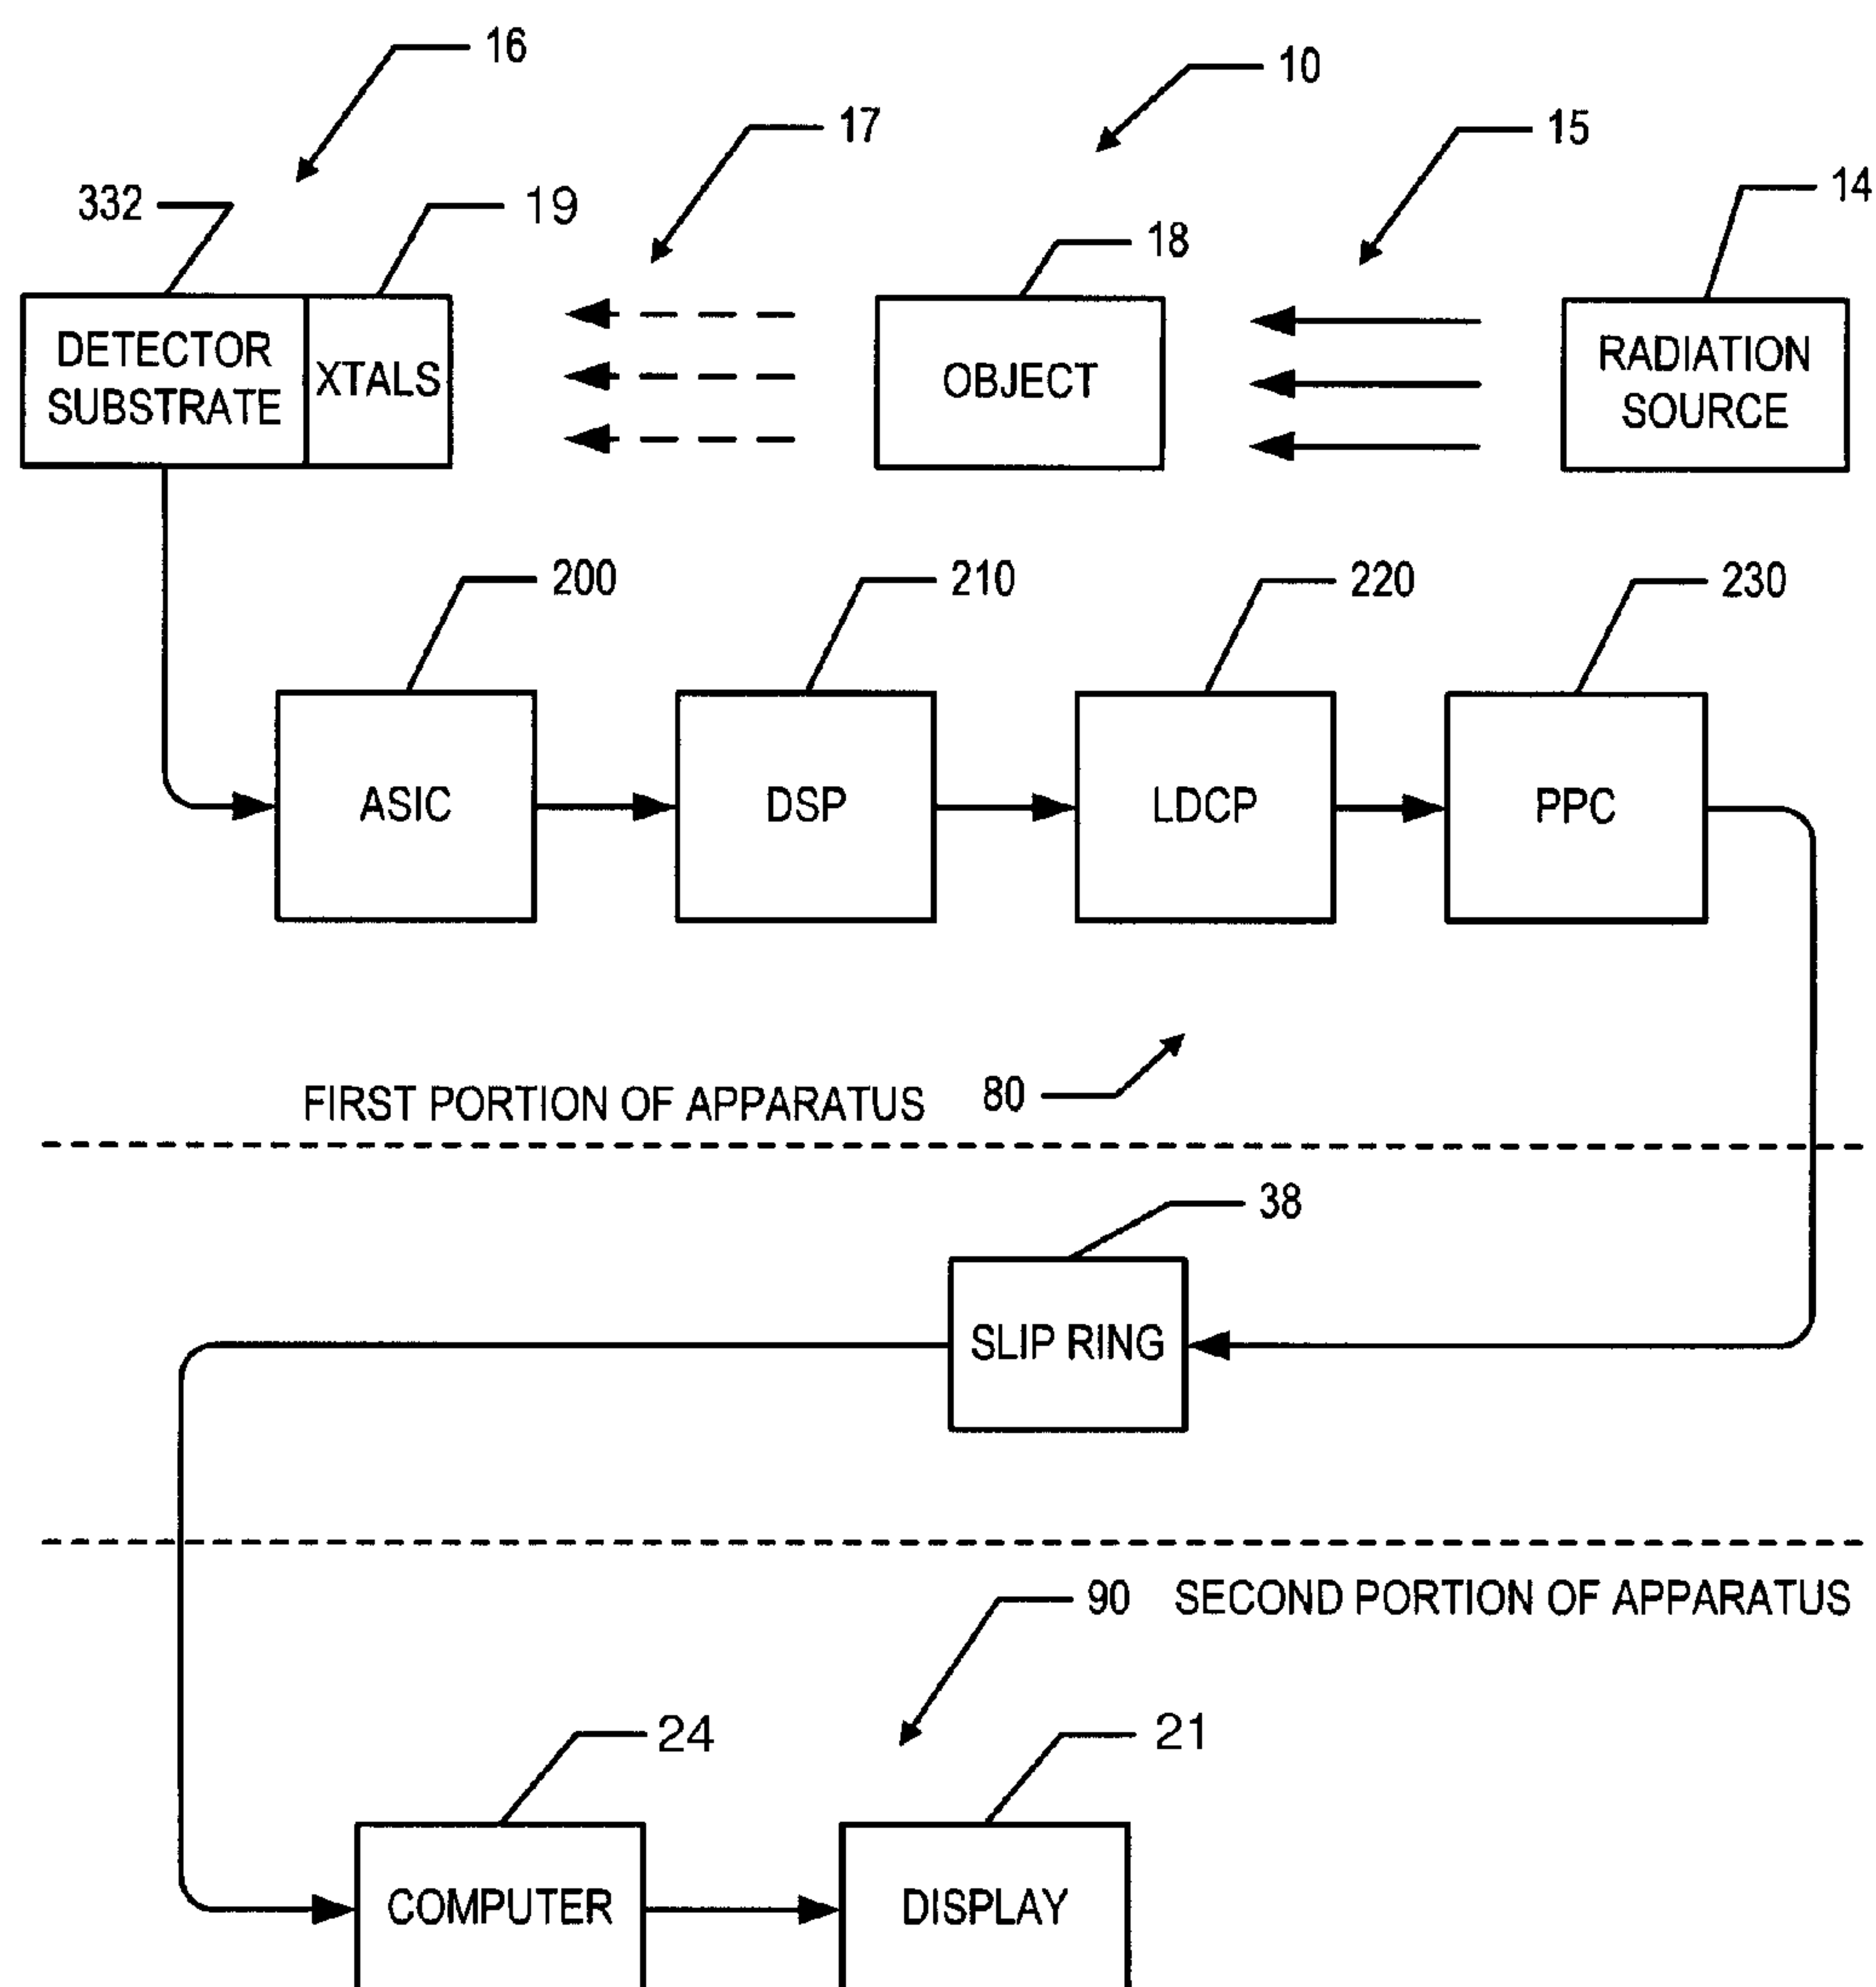 16
10
17
15
14
332
19
18
DETECTOR
SUBSTRATE
XTALS
OBJECT
RADIATION
SOURCE
200
210
220
230
ASIC
DSP
LDCP
PPC
FIRST PORTION OF APPARATUS
80
38
SLIP RING
90
SECOND PORTION OF APPARATUS
24
21
COMPUTER
DISPLAY